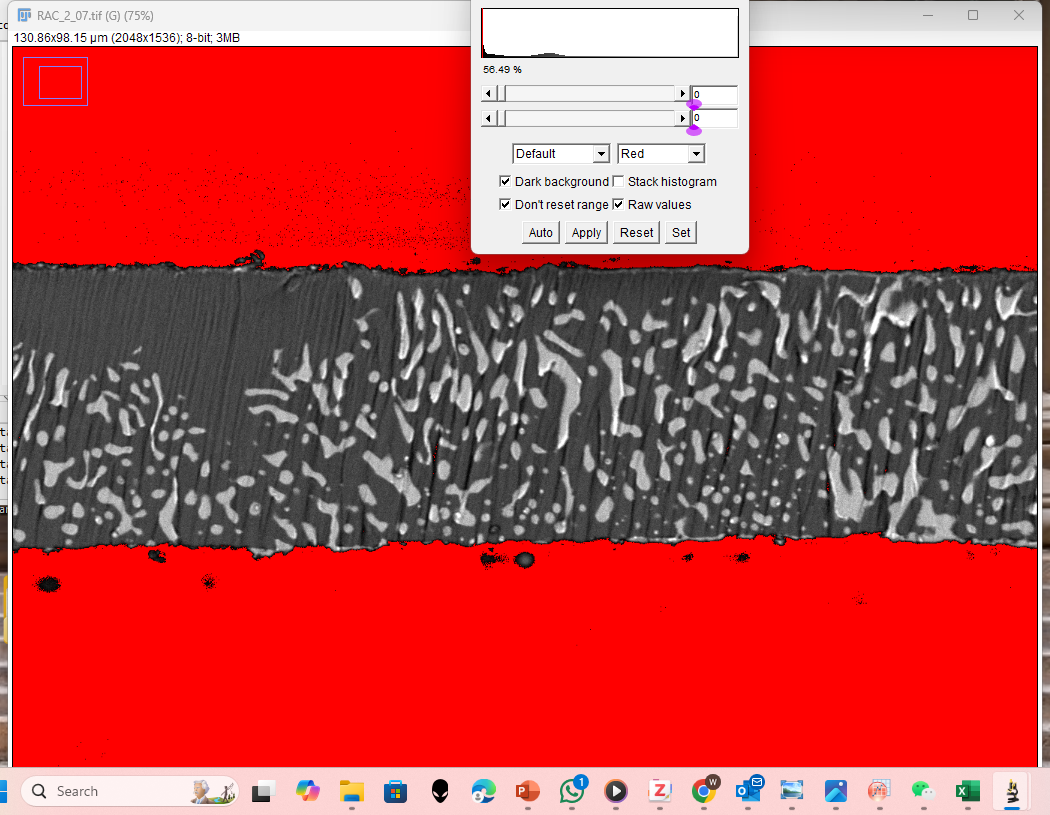 RAC_2_07.tif (G) (75%)
130.86x98.15 µm (2048x1536); 8-bit; 3MB
56.49 %
0
0
Default Red
Dark background Stack histogram
Don't reset range Raw values
Auto Apply Reset Set
Search
1
W